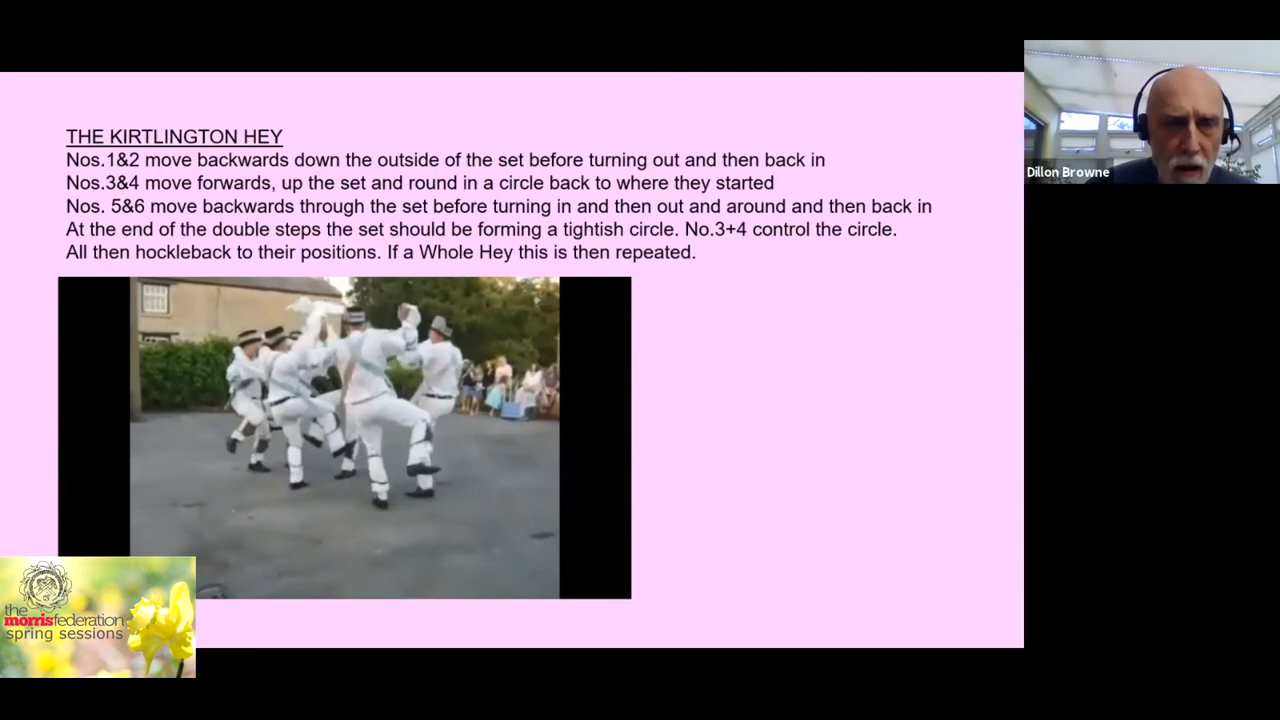 THE KIRTLINGTON HEY
Nos.1&2 move backwards down the outside of the set before turning out and then back in
Nos.3&4 move forwards, up the set and round in a circle back to where they started
Nos. 5&6 move backwards through the set before turning in and then out and around and then back in
At the end of the double steps the set should be forming a tightish circle. No.3+4 control the circle.
All then hockleback to their positions. If a Whole Hey this is then repeated.
Dillon Browne
the
morrisfederation
spring sessions